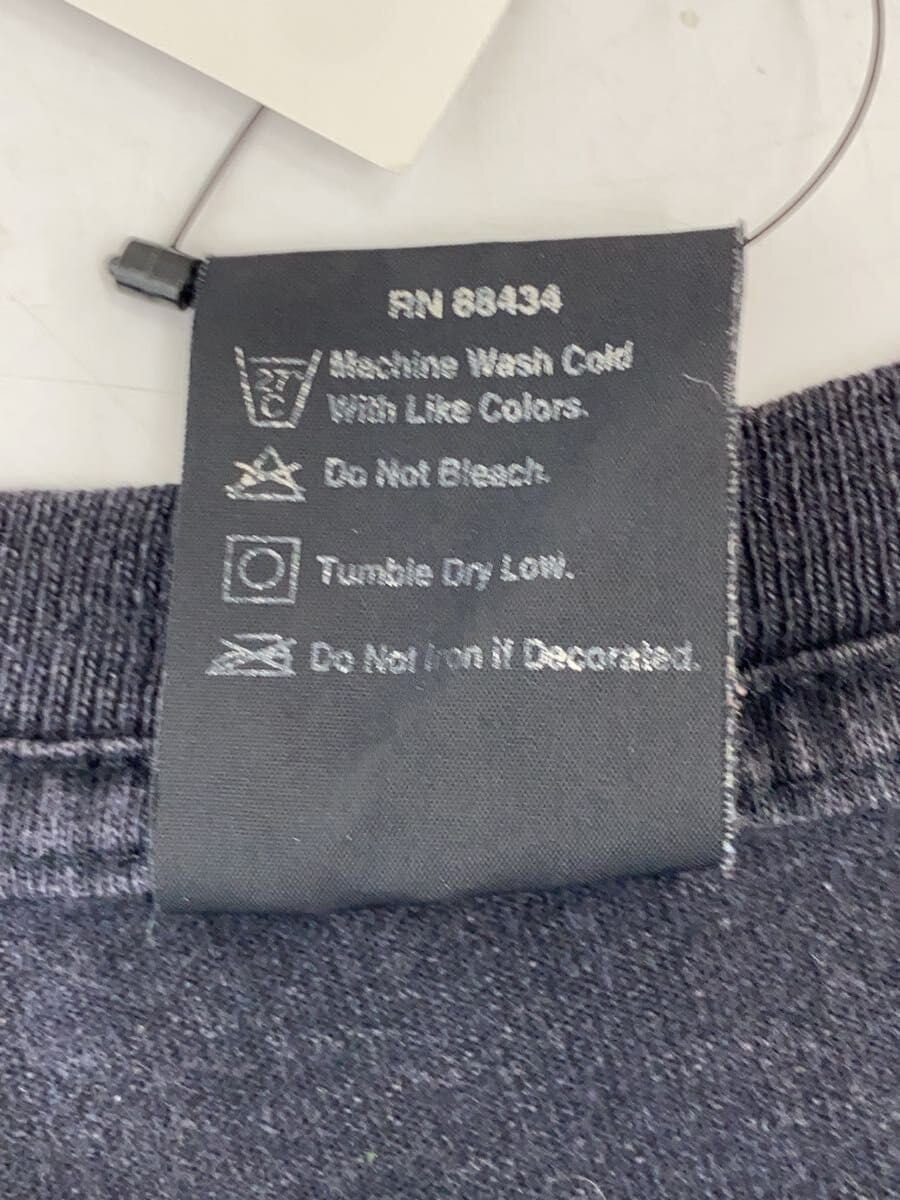 RN 88434
27
C
Machine Wash Cold
With Like Colors.
Do Not Bleach.
Tumble Dry Low.
Do Not Iron if Decorated.